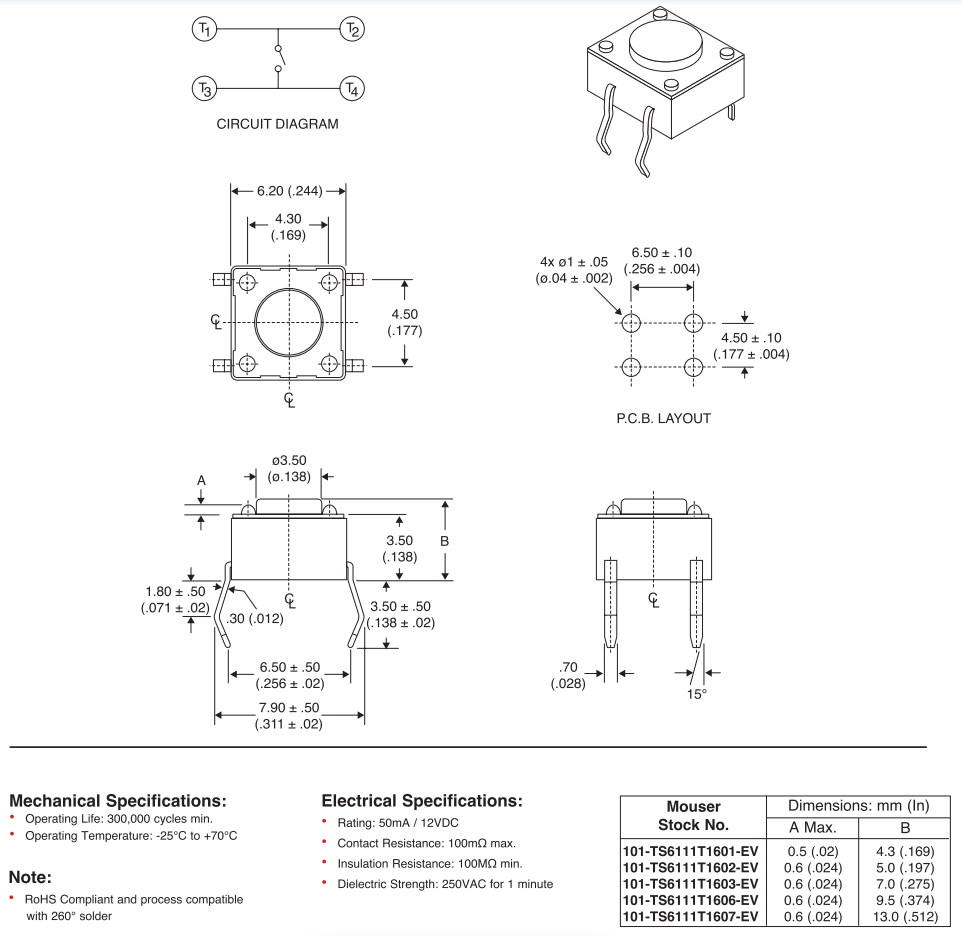 T1
T2
T3
T4
CIRCUIT DIAGRAM
6.20 (.244)
4.30
(.169)
4.50
(.177)
CL
CL
4x ø1 ± .05
(ø.04 ± .002)
6.50 ± .10
(.256 ± .004)
4.50 ± .10
(.177 ± .004)
P.C.B. LAYOUT
ø3.50
(ø.138)
A
3.50
(.138)
B
1.80 ± .50
(.071 ± .02)
.30 (.012)
CL
3.50 ± .50
(.138 ± .02)
6.50 ± .50
(.256 ± .02)
7.90 ± .50
(.311 ± .02)
CL
.70
(.028)
15°
Mechanical Specifications:
• Operating Life: 300,000 cycles min.
• Operating Temperature: -25°C to +70°C
Note:
• RoHS Compliant and process compatible
with 260° solder
Electrical Specifications:
• Rating: 50mA / 12VDC
• Contact Resistance: 100mΩ max.
• Insulation Resistance: 100MΩ min.
• Dielectric Strength: 250VAC for 1 minute
Mouser
Stock No.
Dimensions: mm (In)
A Max. B
101-TS6111T1601-EV 0.5 (.02) 4.3 (.169)
101-TS6111T1602-EV 0.6 (.024) 5.0 (.197)
101-TS6111T1603-EV 0.6 (.024) 7.0 (.275)
101-TS6111T1606-EV 0.6 (.024) 9.5 (.374)
101-TS6111T1607-EV 0.6 (.024) 13.0 (.512)